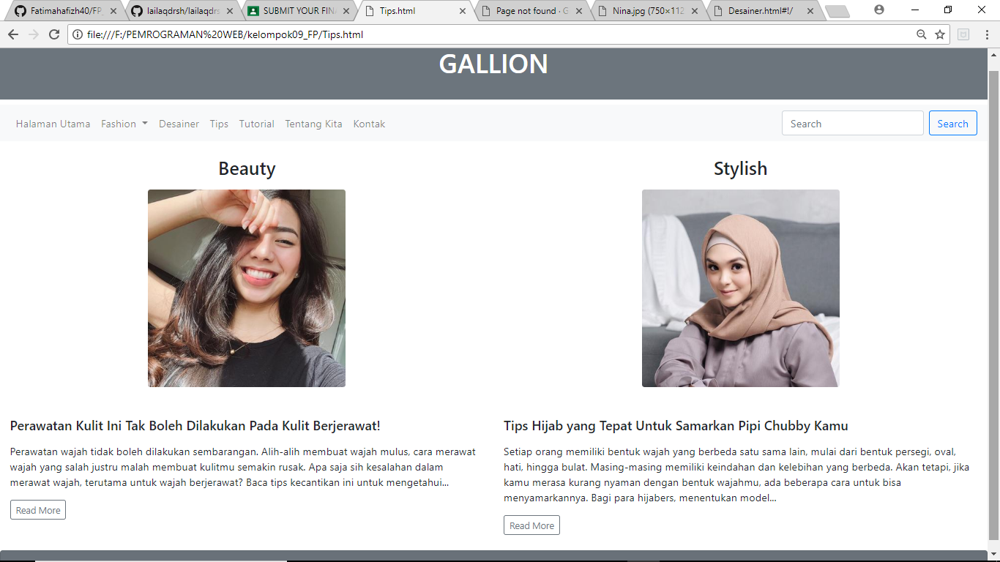 Fatimahafizh40/FP
lailaqdrsh/lailaqdrs
SUBMIT YOUR FIN
Tips.html
Page not found · G
Nina.jpg (750×112
Desainer.html#!/
file:///F:/PEMROGRAMAN%20WEB/kelompok09_FP/Tips.html
GALLION
Halaman Utama Fashion Desainer Tips Tutorial Tentang Kita Kontak Search Search
Beauty
Stylish
Perawatan Kulit Ini Tak Boleh Dilakukan Pada Kulit Berjerawat!
Perawatan wajah tidak boleh dilakukan sembarangan. Alih-alih membuat wajah mulus, cara merawat
wajah yang salah justru malah membuat kulitmu semakin rusak. Apa saja sih kesalahan dalam
merawat wajah, terutama untuk wajah berjerawat? Baca tips kecantikan ini untuk mengetahui...
Read More
Tips Hijab yang Tepat Untuk Samarkan Pipi Chubby Kamu
Setiap orang memiliki bentuk wajah yang berbeda satu sama lain, mulai dari bentuk persegi, oval,
hati, hingga bulat. Masing-masing memiliki keindahan dan kelebihan yang berbeda. Akan tetapi, jika
kamu merasa kurang nyaman dengan bentuk wajahmu, ada beberapa cara untuk bisa
menyamarkannya. Bagi para hijabers, menentukan model...
Read More